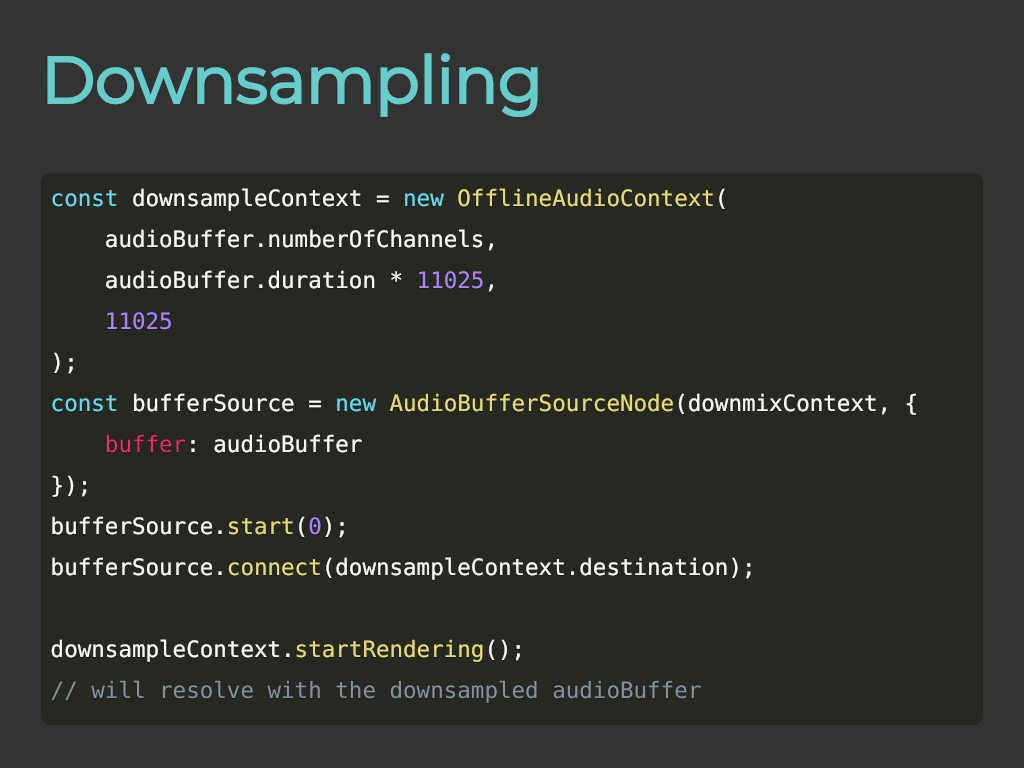 Downsampling
const downsampleContext = new OfflineAudioContext(
    audioBuffer.numberOfChannels,
    audioBuffer.duration * 11025,
    11025
);
const bufferSource = new AudioBufferSourceNode(downmixContext, {
    buffer: audioBuffer
});
bufferSource.start(0);
bufferSource.connect(downsampleContext.destination);

downsampleContext.startRendering();
// will resolve with the downsampled audioBuffer